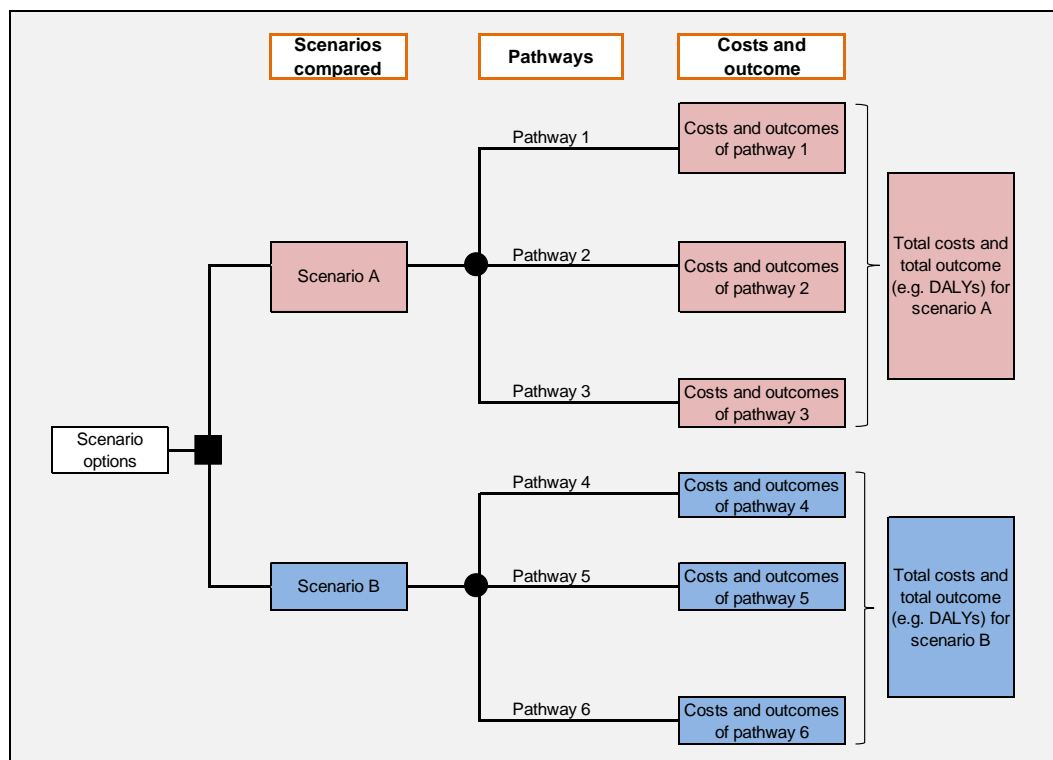 Scenarios
compared
Pathways
Costs and
outcome
Pathway 1
Costs and outcomes
of pathway 1
Pathway 2
Costs and outcomes
of pathway 2
Scenario A
Total costs and
total outcome
(e.g. DALYs) for
scenario A
Pathway 3
Costs and outcomes
of pathway 3
Scenario
options
Pathway 4
Costs and outcomes
of pathway 4
Scenario B
Pathway 5
Costs and outcomes
of pathway 5
Total costs and
total outcome
(e.g. DALYs) for
scenario B
Pathway 6
Costs and outcomes
of pathway 6